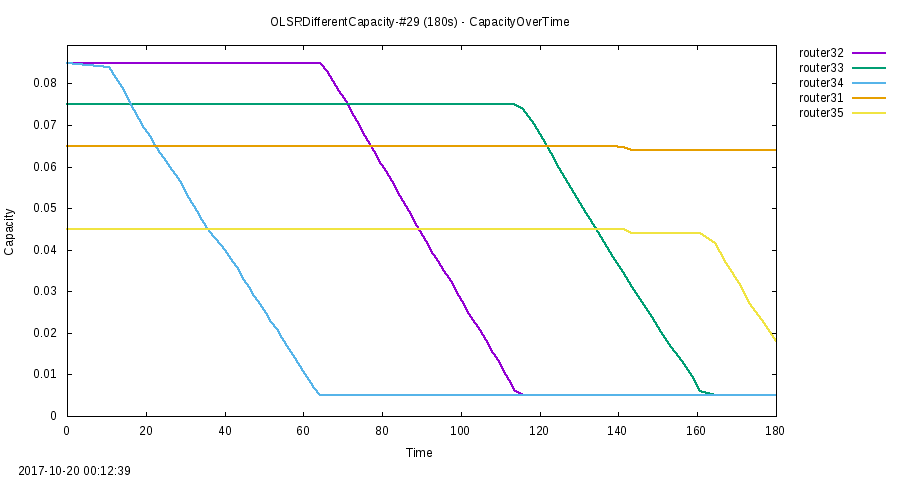 OLSRDifferentCapacity-#29 (180s) - CapacityOverTime
router32
router33
router34
router31
router35
Capacity
0.08
0.07
0.06
0.05
0.04
0.03
0.02
0.01
0
0 20 40 60 80 100 120 140 160 180
Time
2017-10-20 00:12:39